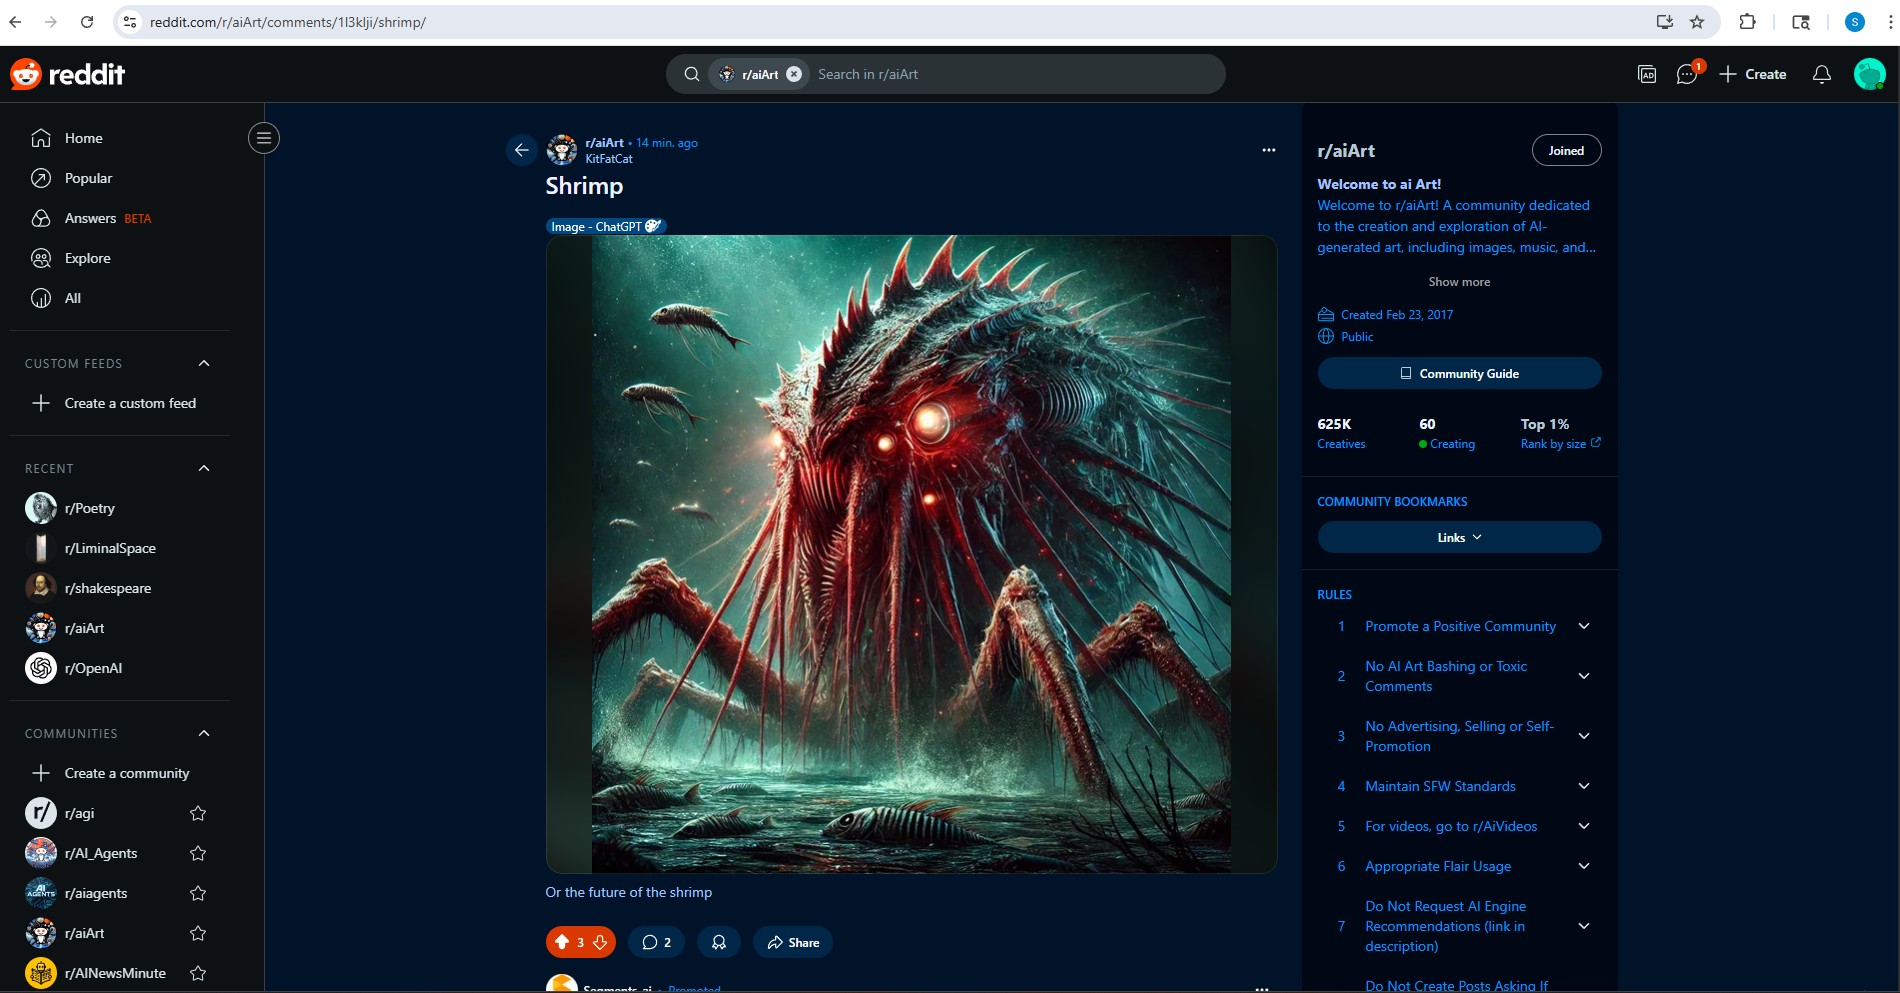 reddit.com/r/aiArt/comments/1l3klji/shrimp/
S
reddit
r/aiArt
Search in r/aiArt
AD
1
Create
Home
Popular
Answers BETA
Explore
All
CUSTOM FEEDS
Create a custom feed
RECENT
r/Poetry
r/LiminalSpace
r/shakespeare
r/aiArt
r/OpenAI
COMMUNITIES
Create a community
r/
r/agi
r/AI_Agents
AI
AGENTS
r/aiagents
r/aiArt
r/AINewsMinute
r/aiArt • 14 min. ago
KitFatCat
Shrimp
Image - ChatGPT
Or the future of the shrimp
3
2
Share
Segments_ai • Promoted
r/aiArt
Joined
Welcome to ai Art!
Welcome to r/aiArt! A community dedicated
to the creation and exploration of AI-
generated art, including images, music, and...
Show more
Created Feb 23, 2017
Public
Community Guide
625K
Creatives
60
Creating
Top 1%
Rank by size
COMMUNITY BOOKMARKS
Links
RULES
1 Promote a Positive Community
2 No AI Art Bashing or Toxic
Comments
3 No Advertising, Selling or Self-
Promotion
4 Maintain SFW Standards
5 For videos, go to r/AiVideos
6 Appropriate Flair Usage
7 Do Not Request AI Engine
Recommendations (link in
description)
Do Not Create Posts Asking If